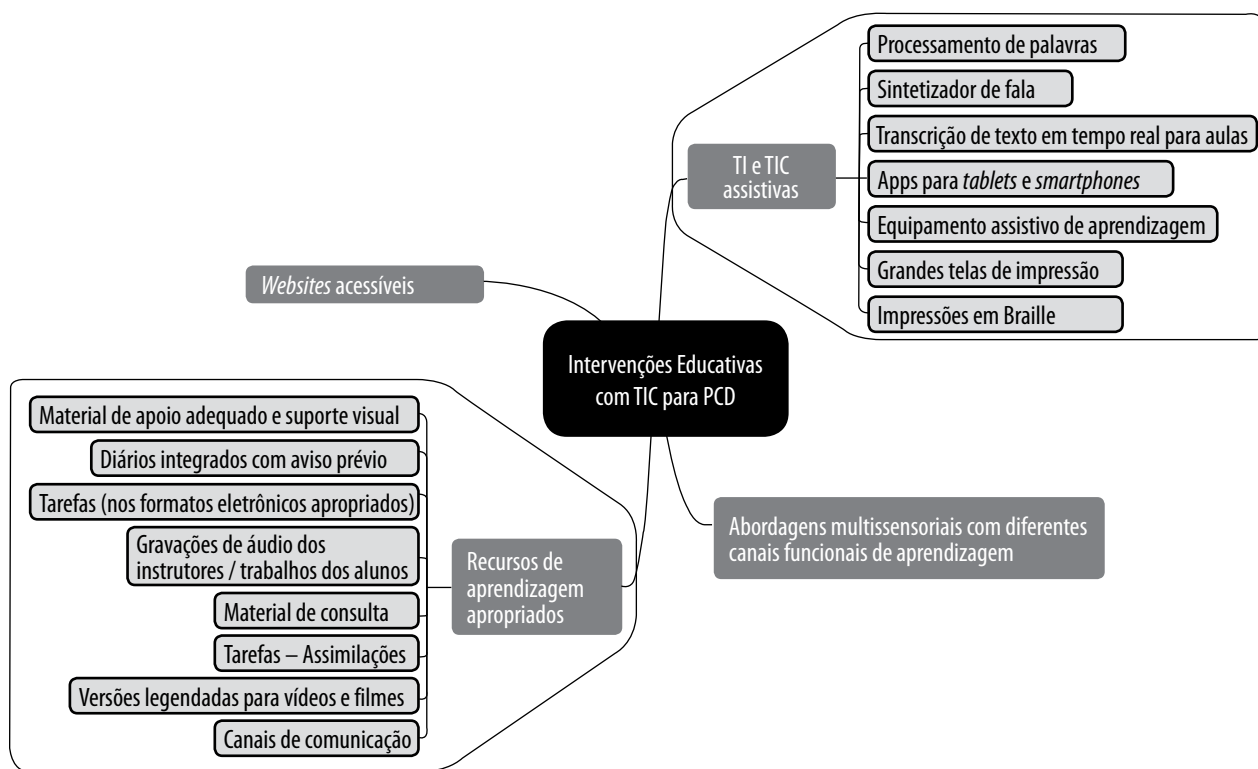 Processamento de palavras
Sintetizador de fala
Transcrição de texto em tempo real para aulas
TI e TIC
assistivas
Apps para tablets e smartphones
Equipamento assistivo de aprendizagem
Grandes telas de impressão
Impressões em Braille
Websites acessíveis
Intervenções Educativas
com TIC para PCD
Material de apoio adequado e suporte visual
Diários integrados com aviso prévio
Tarefas (nos formatos eletrônicos apropriados)
Gravações de áudio dos
instrutores / trabalhos dos alunos
Material de consulta
Tarefas – Assimilações
Versões legendadas para vídeos e filmes
Canais de comunicação
Recursos de
aprendizagem
apropriados
Abordagens multissensoriais com diferentes
canais funcionais de aprendizagem